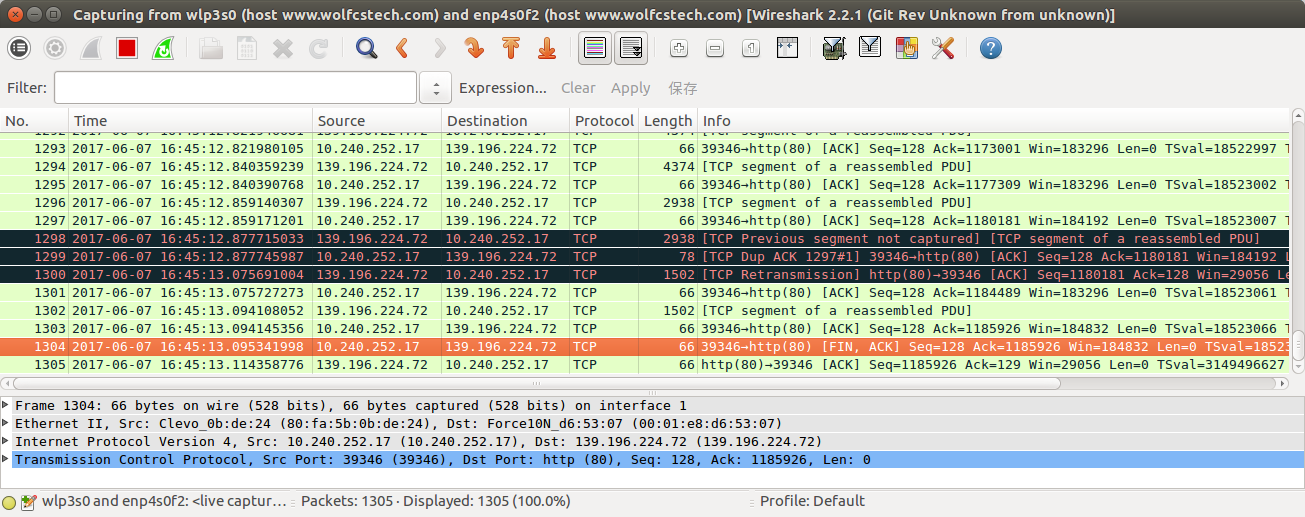 Capturing from wlp3s0 (host www.wolfcstech.com) and enp4s0f2 (host www.wolfcstech.com) [Wireshark 2.2.1 (Git Rev Unknown from unknown)]
Filter: Expression... Clear Apply 保存
No. Time Source Destination Protocol Length Info
1293 2017-06-07 16:45:12.821980105 10.240.252.17 139.196.224.72 TCP 66 39346→http(80) [ACK] Seq=128 Ack=1173001 Win=183296 Len=0 TSval=18522997 T
1294 2017-06-07 16:45:12.840359239 139.196.224.72 10.240.252.17 TCP 4374 [TCP segment of a reassembled PDU]
1295 2017-06-07 16:45:12.840390768 10.240.252.17 139.196.224.72 TCP 66 39346→http(80) [ACK] Seq=128 Ack=1177309 Win=183296 Len=0 TSval=18523002 T
1296 2017-06-07 16:45:12.859140307 139.196.224.72 10.240.252.17 TCP 2938 [TCP segment of a reassembled PDU]
1297 2017-06-07 16:45:12.859171201 10.240.252.17 139.196.224.72 TCP 66 39346→http(80) [ACK] Seq=128 Ack=1180181 Win=184192 Len=0 TSval=18523007 T
1298 2017-06-07 16:45:12.877715033 139.196.224.72 10.240.252.17 TCP 2938 [TCP Previous segment not captured] [TCP segment of a reassembled PDU]
1299 2017-06-07 16:45:12.877745987 10.240.252.17 139.196.224.72 TCP 78 [TCP Dup ACK 1297#1] 39346→http(80) [ACK] Seq=128 Ack=1180181 Win=184192 L
1300 2017-06-07 16:45:13.075691004 139.196.224.72 10.240.252.17 TCP 1502 [TCP Retransmission] http(80)→39346 [ACK] Seq=1180181 Ack=128 Win=29056 Le
1301 2017-06-07 16:45:13.075727273 10.240.252.17 139.196.224.72 TCP 66 39346→http(80) [ACK] Seq=128 Ack=1184489 Win=183296 Len=0 TSval=18523061 T
1302 2017-06-07 16:45:13.094108052 139.196.224.72 10.240.252.17 TCP 1502 [TCP segment of a reassembled PDU]
1303 2017-06-07 16:45:13.094145356 10.240.252.17 139.196.224.72 TCP 66 39346→http(80) [ACK] Seq=128 Ack=1185926 Win=184832 Len=0 TSval=18523066 T
1304 2017-06-07 16:45:13.095341998 10.240.252.17 139.196.224.72 TCP 66 39346→http(80) [FIN, ACK] Seq=128 Ack=1185926 Win=184832 Len=0 TSval=18523
1305 2017-06-07 16:45:13.114358776 139.196.224.72 10.240.252.17 TCP 66 http(80)→39346 [ACK] Seq=1185926 Ack=129 Win=29056 Len=0 TSval=3149496627
Frame 1304: 66 bytes on wire (528 bits), 66 bytes captured (528 bits) on interface 1
Ethernet II, Src: Clevo_0b:de:24 (80:fa:5b:0b:de:24), Dst: Force10N_d6:53:07 (00:01:e8:d6:53:07)
Internet Protocol Version 4, Src: 10.240.252.17 (10.240.252.17), Dst: 139.196.224.72 (139.196.224.72)
Transmission Control Protocol, Src Port: 39346 (39346), Dst Port: http (80), Seq: 128, Ack: 1185926, Len: 0
wlp3s0 and enp4s0f2: <live captur... Packets: 1305 · Displayed: 1305 (100.0%) Profile: Default